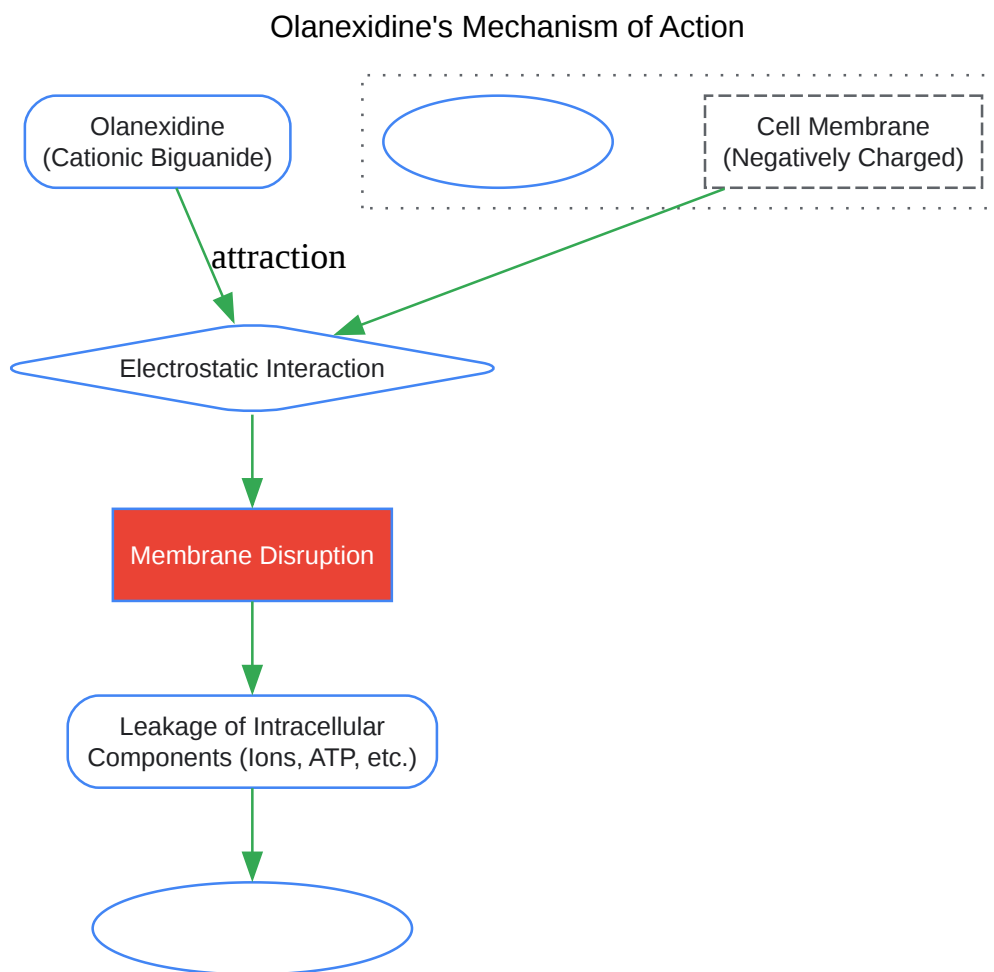 Olanexidine's Mechanism of Action
Olanexidine
(Cationic Biguanide)
Cell Membrane
(Negatively Charged)
attraction
Electrostatic Interaction
Membrane Disruption
Leakage of Intracellular
Components (Ions, ATP, etc.)